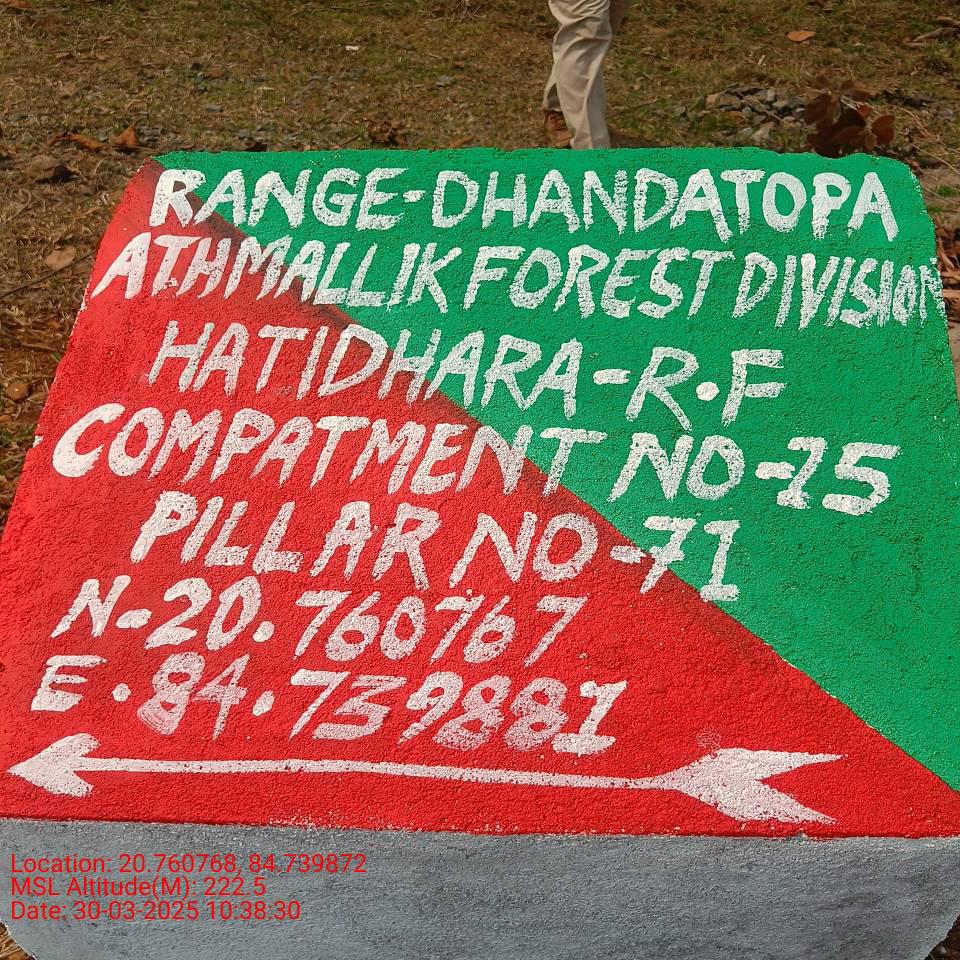 RANGE-DHANDATOPA
ATHMALLIK FOREST DIVISION
HATIDHARA-R.F
COMPATMENT NO-75
PILLAR NO-71
N-20.760767
E.84.739881
Location: 20.760768, 84.739872
MSL Altitude(M): 222.5
Date: 30-03-2025 10:38:30